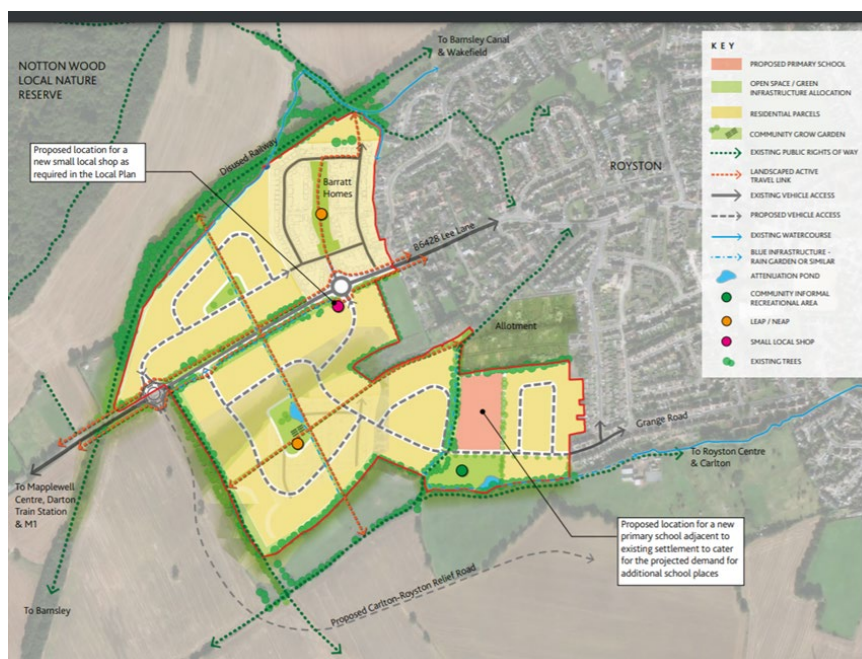 NOTTON WOOD
LOCAL NATURE
RESERVE
To Barnsley Canal
& Wakefield
Proposed location for a
new small local shop as
required in the Local Plan
Disused Railway
Barratt
Homes
ROYSTON
B6428 Lee Lane
Allotment
Grange Road
To Royston Centre
& Carlton
To Mapplewell
Centre, Darton
Train Station
& M1
To Barnsley
Proposed Carlton-Royston Relief Road
Proposed location for a new
primary school adjacent to
existing settlement to cater
for the projected demand for
additional school places
KEY
PROPOSED PRIMARY SCHOOL
OPEN SPACE / GREEN
INFRASTRUCTURE ALLOCATION
RESIDENTIAL PARCELS
COMMUNITY GROW GARDEN
EXISTING PUBLIC RIGHTS OF WAY
LANDSCAPED ACTIVE
TRAVEL LINK
EXISTING VEHICLE ACCESS
PROPOSED VEHICLE ACCESS
EXISTING WATERCOURSE
BLUE INFRASTRUCTURE -
RAIN GARDEN OR SIMILAR
ATTENUATION POND
COMMUNITY INFORMAL
RECREATIONAL AREA
LEAP / NEAP
SMALL LOCAL SHOP
EXISTING TREES